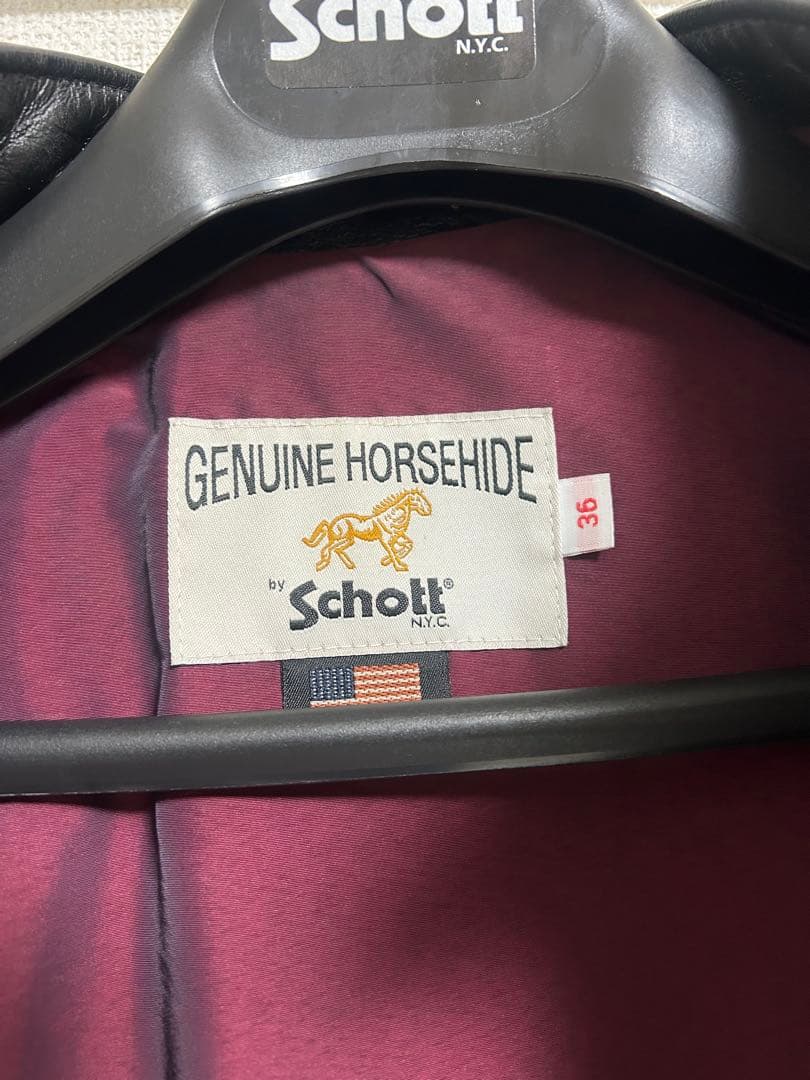 Schott
N.Y.C.
GENUINE HORSEHIDE
by Schott®
N.Y.C.
36